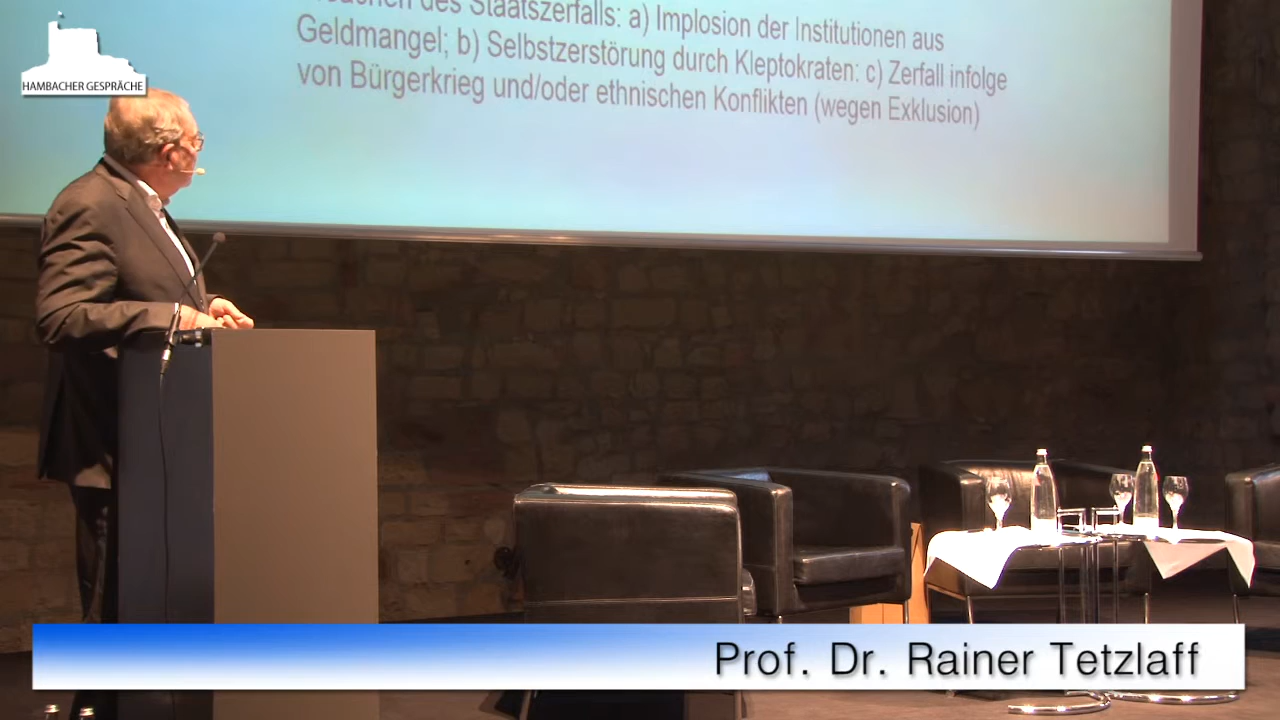 des Staatszerfalls: a) Implosion der Institutionen aus
Geldmangel; b) Selbstzerstörung durch Kleptokraten: c) Zerfall infolge
von Bürgerkrieg und/oder ethnischen Konflikten (wegen Exklusion)
HAMBACHER GESPRÄCHE
Prof. Dr. Rainer Tetzlaff